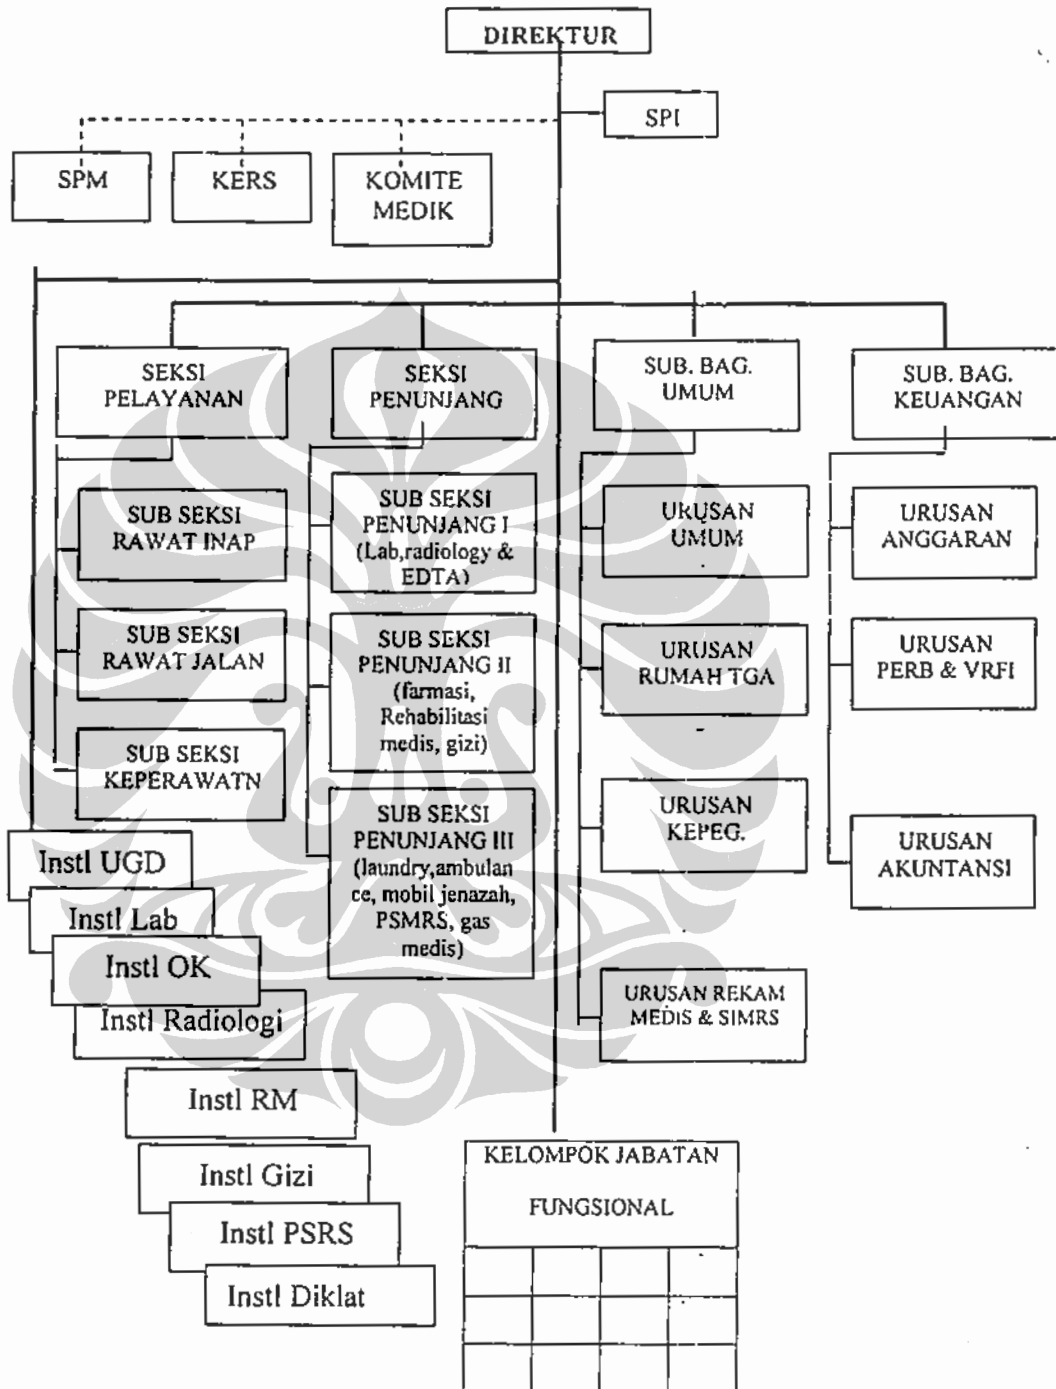 DIREKTUR
SPI
SPM
KERS
KOMITE
MEDIK
SEKSI
PELAYANAN
SEKSI
PENUNJANG
SUB. BAG.
UMUM
SUB. BAG.
KEUANGAN
SUB SEKSI
RAWAT INAP
SUB SEKSI
RAWAT JALAN
SUB SEKSI
KEPERAWATN
SUB SEKSI
PENUNJANG I
(Lab,radiology &
EDTA)
SUB SEKSI
PENUNJANG II
(farmasi,
Rehabilitasi
medis, gizi)
SUB SEKSI
PENUNJANG III
(laundry,ambulan
ce, mobil jenazah,
PSMRS, gas
medis)
URUSAN
UMUM
URUSAN
RUMAH TGA
URUSAN
KEPEG.
URUSAN REKAM
MEDIS & SIMRS
URUSAN
ANGGARAN
URUSAN
PERB & VRFI
URUSAN
AKUNTANSI
Instl UGD
Instl Lab
Instl OK
Instl Radiologi
Instl RM
Instl Gizi
Instl PSRS
Instl Diklat
KELOMPOK JABATAN
FUNGSIONAL